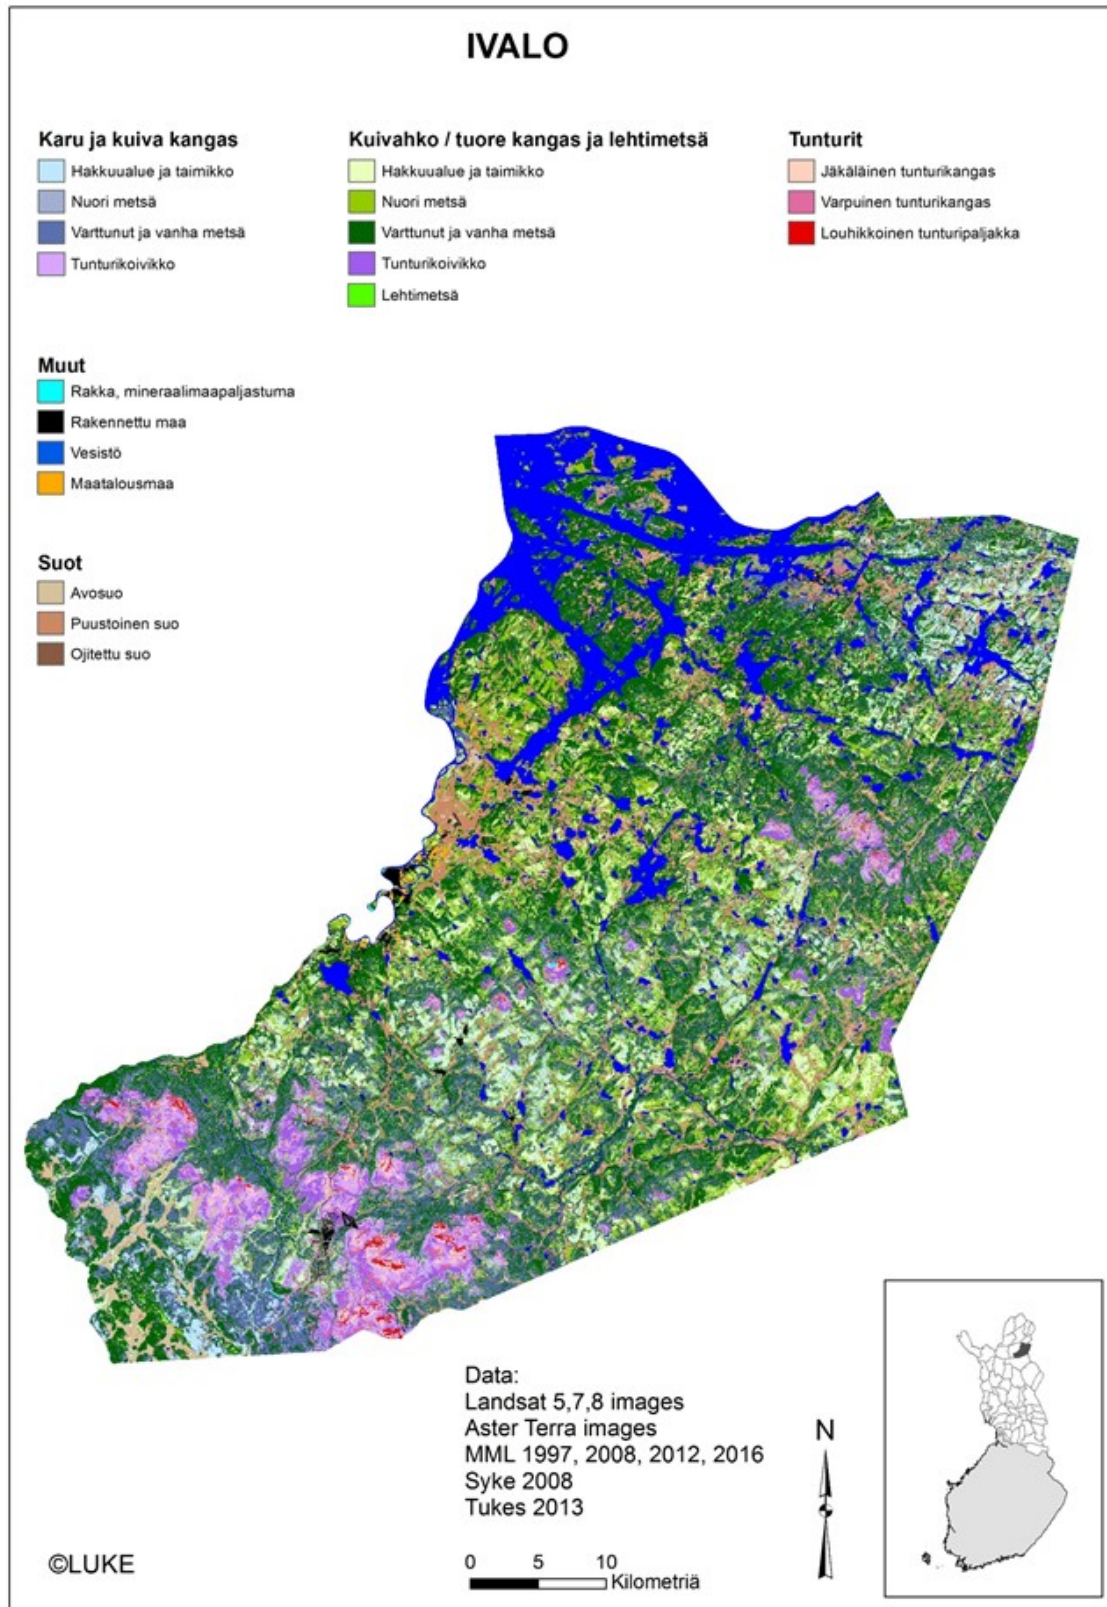 IVALO
Karu ja kuiva kangas
Hakkuualue ja taimikko
Nuori metsä
Varttunut ja vanha metsä
Tunturikoivikko
Kuivahko / tuore kangas ja lehtimetsä
Hakkuualue ja taimikko
Nuori metsä
Varttunut ja vanha metsä
Tunturikoivikko
Lehtimetsä
Tunturit
Jäkäläinen tunturikangas
Varpuinen tunturikangas
Louhikkoinen tunturipaljakka
Muut
Rakka, mineraalimaapaljastuma
Rakennettu maa
Vesistö
Maatalousmaa
Suot
Avosuo
Puustoinen suo
Ojitettu suo
Data:
Landsat 5,7,8 images
Aster Terra images
MML 1997, 2008, 2012, 2016
Syke 2008
Tukes 2013
N
0 5 10
Kilometriä
©LUKE